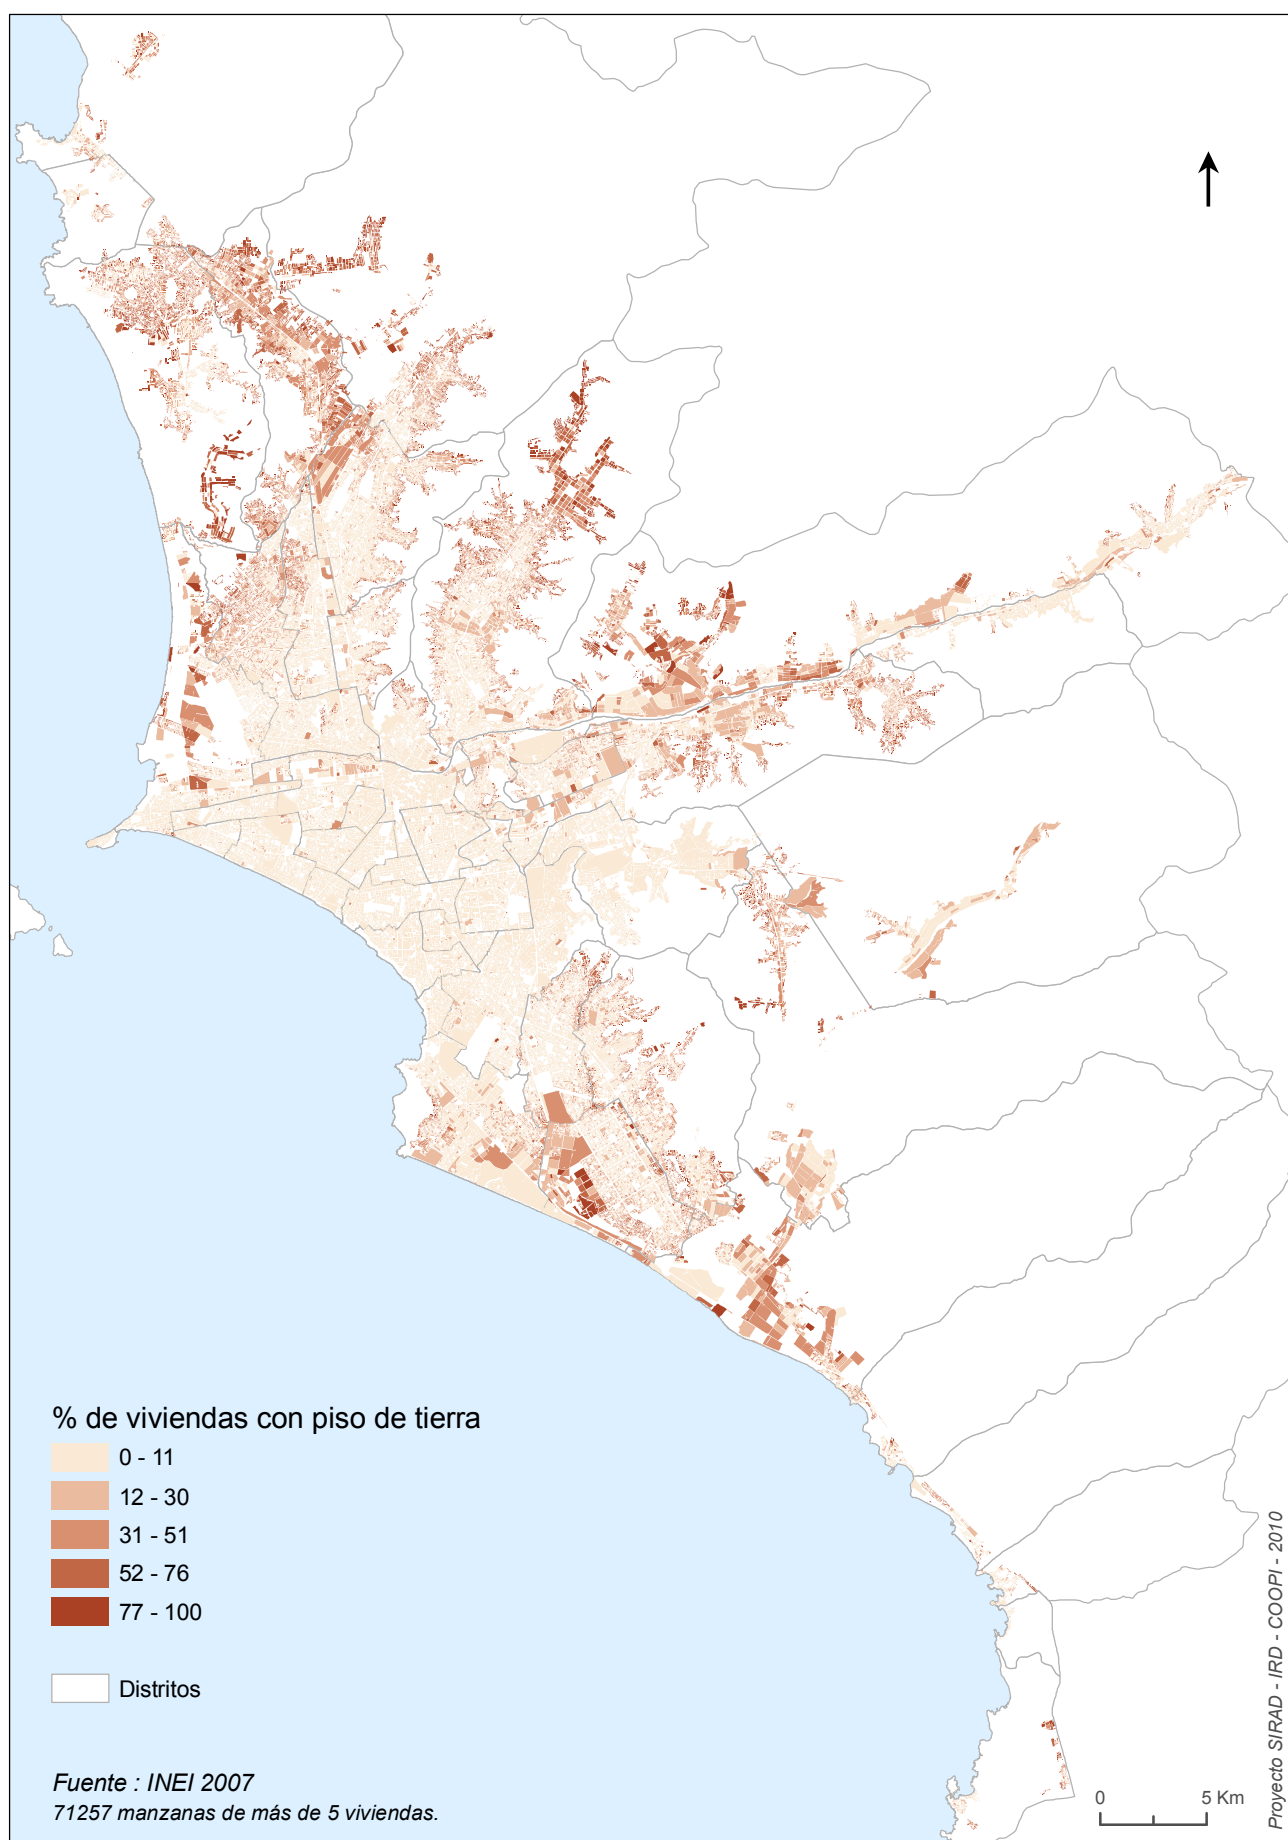 % de viviendas con piso de tierra
0 - 11
12 - 30
31 - 51
52 - 76
77 - 100
Distritos
Fuente : INEI 2007
71257 manzanas de más de 5 viviendas.
0 5 Km
Proyecto SIRAD - IRD - COOPI - 2010